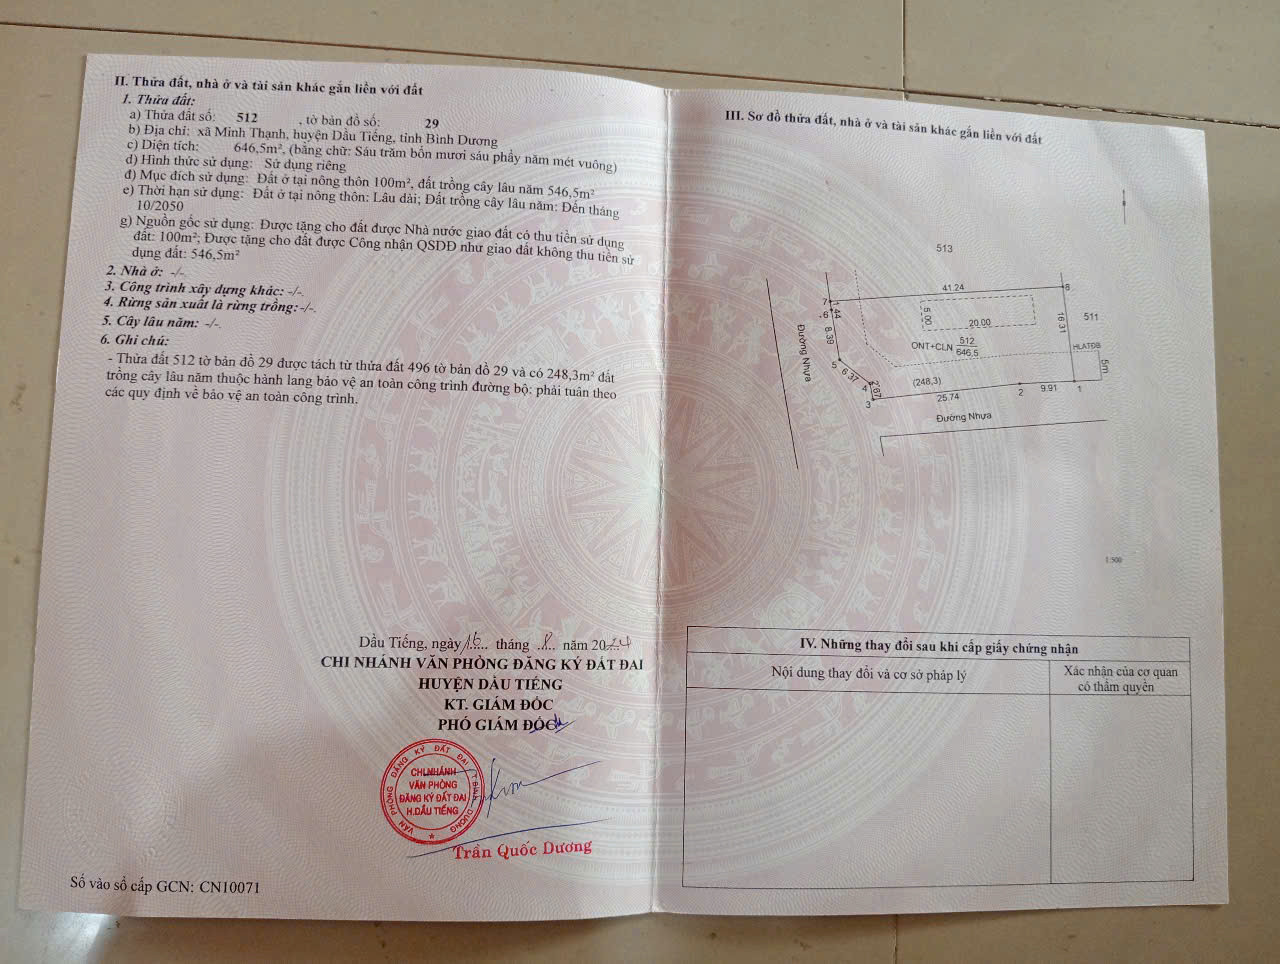 II. Thửa đất, nhà ở và tài sản khác gắn liền với đất
1. Thửa đất:
a) Thửa đất số: 512 , tờ bản đồ số: 29
b) Địa chỉ: xã Minh Thạnh, huyện Dầu Tiếng, tỉnh Bình Dương
c) Diện tích: 646,5m², (bằng chữ: Sáu trăm bốn mươi sáu phẩy năm mét vuông)
d) Hình thức sử dụng: Sử dụng riêng
đ) Mục đích sử dụng: Đất ở tại nông thôn 100m², đất trồng cây lâu năm 546,5m²
e) Thời hạn sử dụng: Đất ở tại nông thôn: Lâu dài; Đất trồng cây lâu năm: Đến tháng
10/2050
g) Nguồn gốc sử dụng: Được tặng cho đất được Nhà nước giao đất có thu tiền sử dụng
đất: 100m²; Được tặng cho đất được Công nhận QSDĐ như giao đất không thu tiền sử
dụng đất: 546,5m²
2. Nhà ở: -/-
3. Công trình xây dựng khác: -/-.
4. Rừng sản xuất là rừng trồng: -/-.
5. Cây lâu năm: -/-.
6. Ghi chú:
- Thửa đất 512 tờ bản đồ 29 được tách từ thửa đất 496 tờ bản đồ 29 và có 248,3m² đất
trồng cây lâu năm thuộc hành lang bảo vệ an toàn công trình đường bộ: phải tuân theo
các quy định về bảo vệ an toàn công trình.
Dầu Tiếng, ngày 16 tháng 8 năm 2024
CHI NHÁNH VĂN PHÒNG ĐĂNG KÝ ĐẤT ĐAI
HUYỆN DẦU TIẾNG
KT. GIÁM ĐỐC
PHÓ GIÁM ĐỐC
VĂN PHÒNG ĐĂNG KÝ ĐẤT ĐAI TỈNH BÌNH DƯƠNG
CHI NHÁNH
VĂN PHÒNG
ĐĂNG KÝ ĐẤT ĐAI
H.DẦU TIẾNG
Trần Quốc Dương
Số vào sổ cấp GCN: CN10071
III. Sơ đồ thửa đất, nhà ở và tài sản khác gắn liền với đất
513
41.24
8
7
1.44
6
5.00
20.00
16.31
511
8.39
Đường Nhựa
ONT+CLN 512
646,5
HLATĐB
5m
5
6.37
4
2.67
3
(248,3)
25.74
2
9.91
1
Đường Nhựa
1:500
IV. Những thay đổi sau khi cấp giấy chứng nhận
Nội dung thay đổi và cơ sở pháp lý
Xác nhận của cơ quan
có thẩm quyền